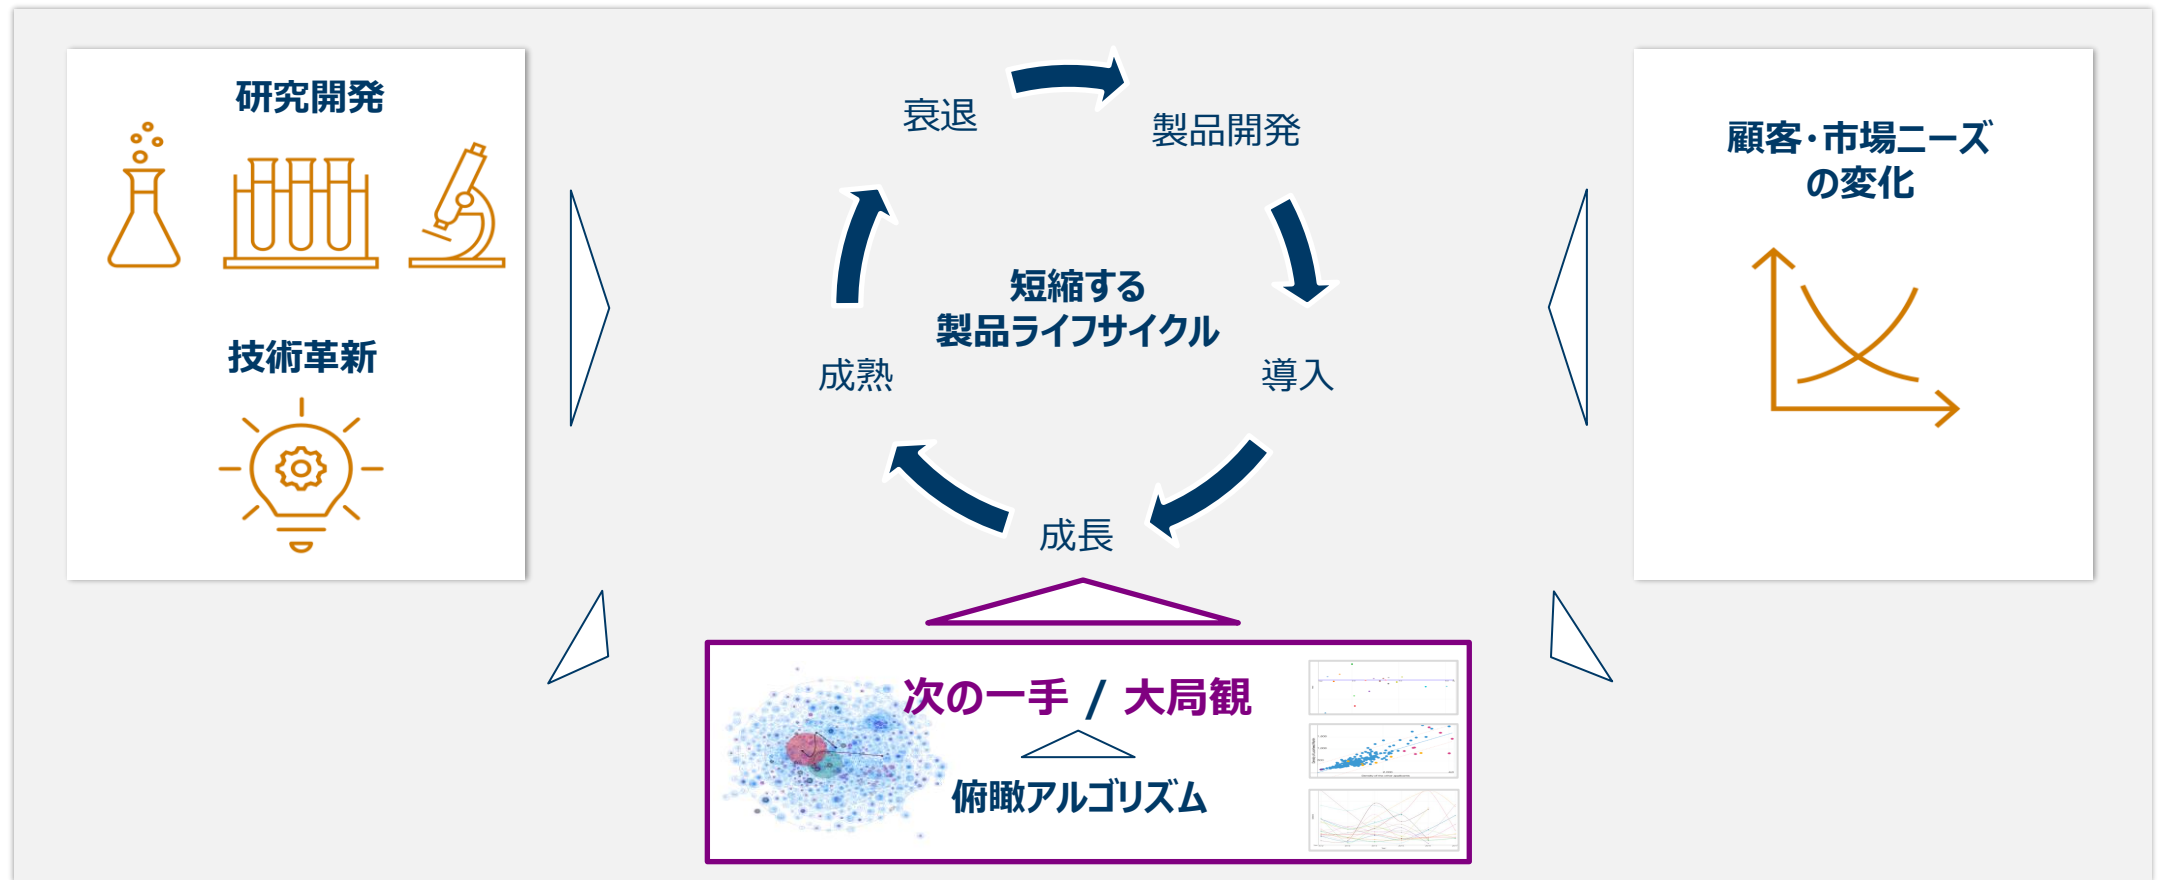 研究開発
技術革新
衰退
製品開発
短縮する
製品ライフサイクル
成熟
導入
成長
顧客・市場ニーズ
の変化
次の一手 / 大局観
俯瞰アルゴリズム